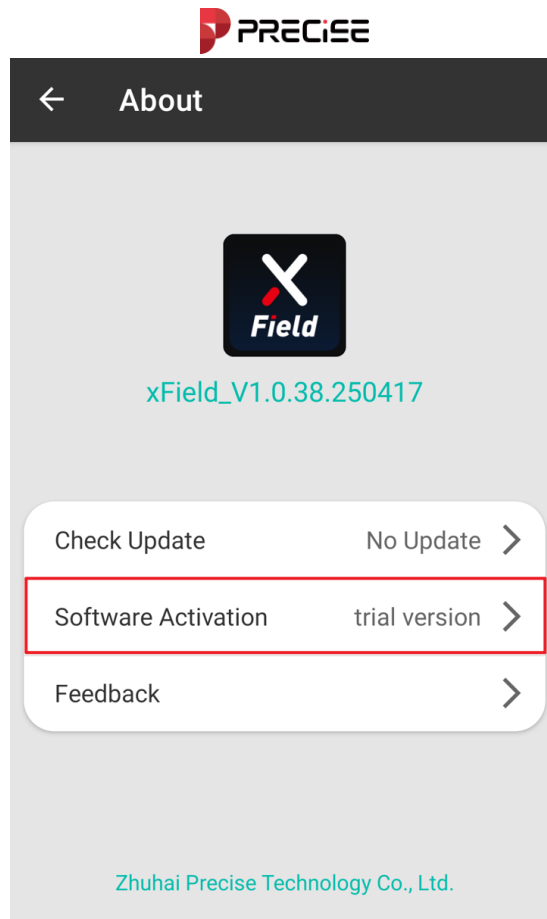 PRECISE
About
X
Field
xField_V1.0.38.250417
Check Update No Update
Software Activation trial version
Feedback
Zhuhai Precise Technology Co., Ltd.